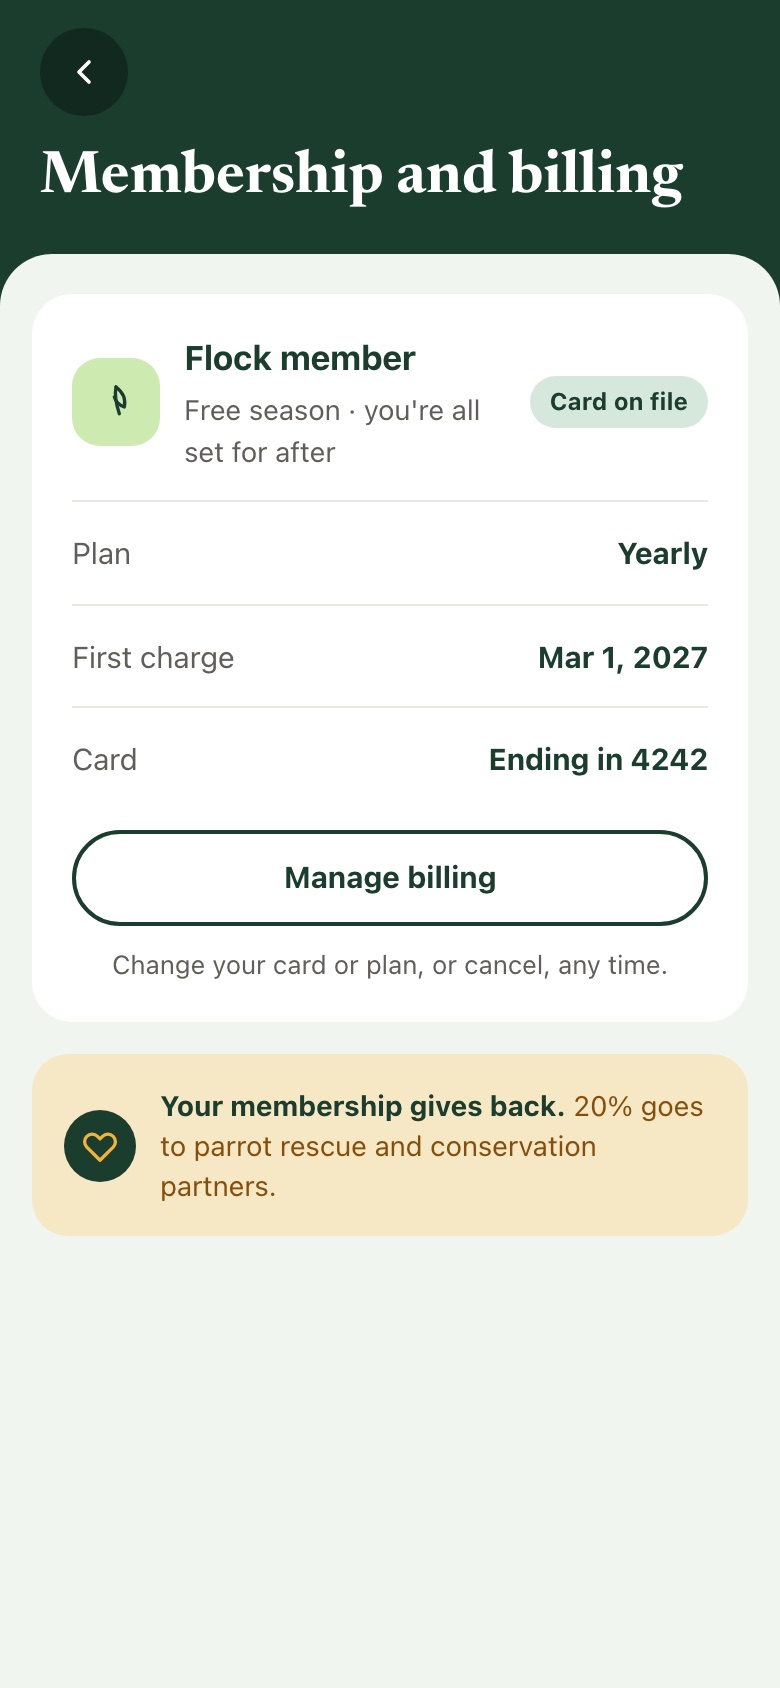 Membership and billing
Flock member
Free season · you're all
set for after
Card on file
Plan
Yearly
First charge
Mar 1, 2027
Card
Ending in 4242
Manage billing
Change your card or plan, or cancel, any time.
Your membership gives back. 20% goes
to parrot rescue and conservation
partners.